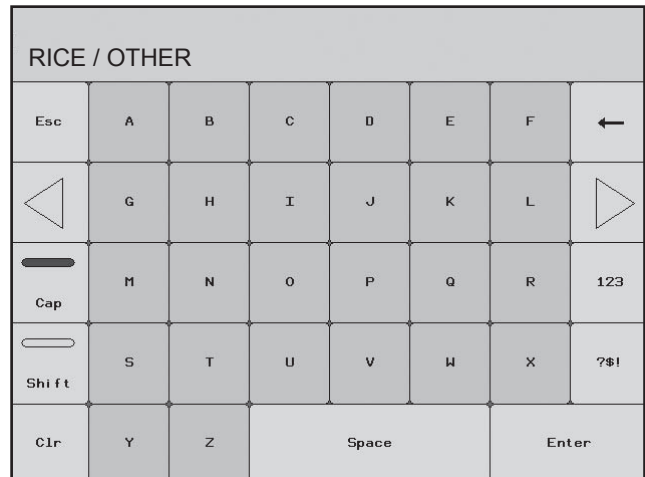 RICE / OTHER
Esc A B C D E F ←
G H I J K L
M N O P Q R 123
Cap
S T U V W X ?$!
Shift
Clr Y Z Space Enter